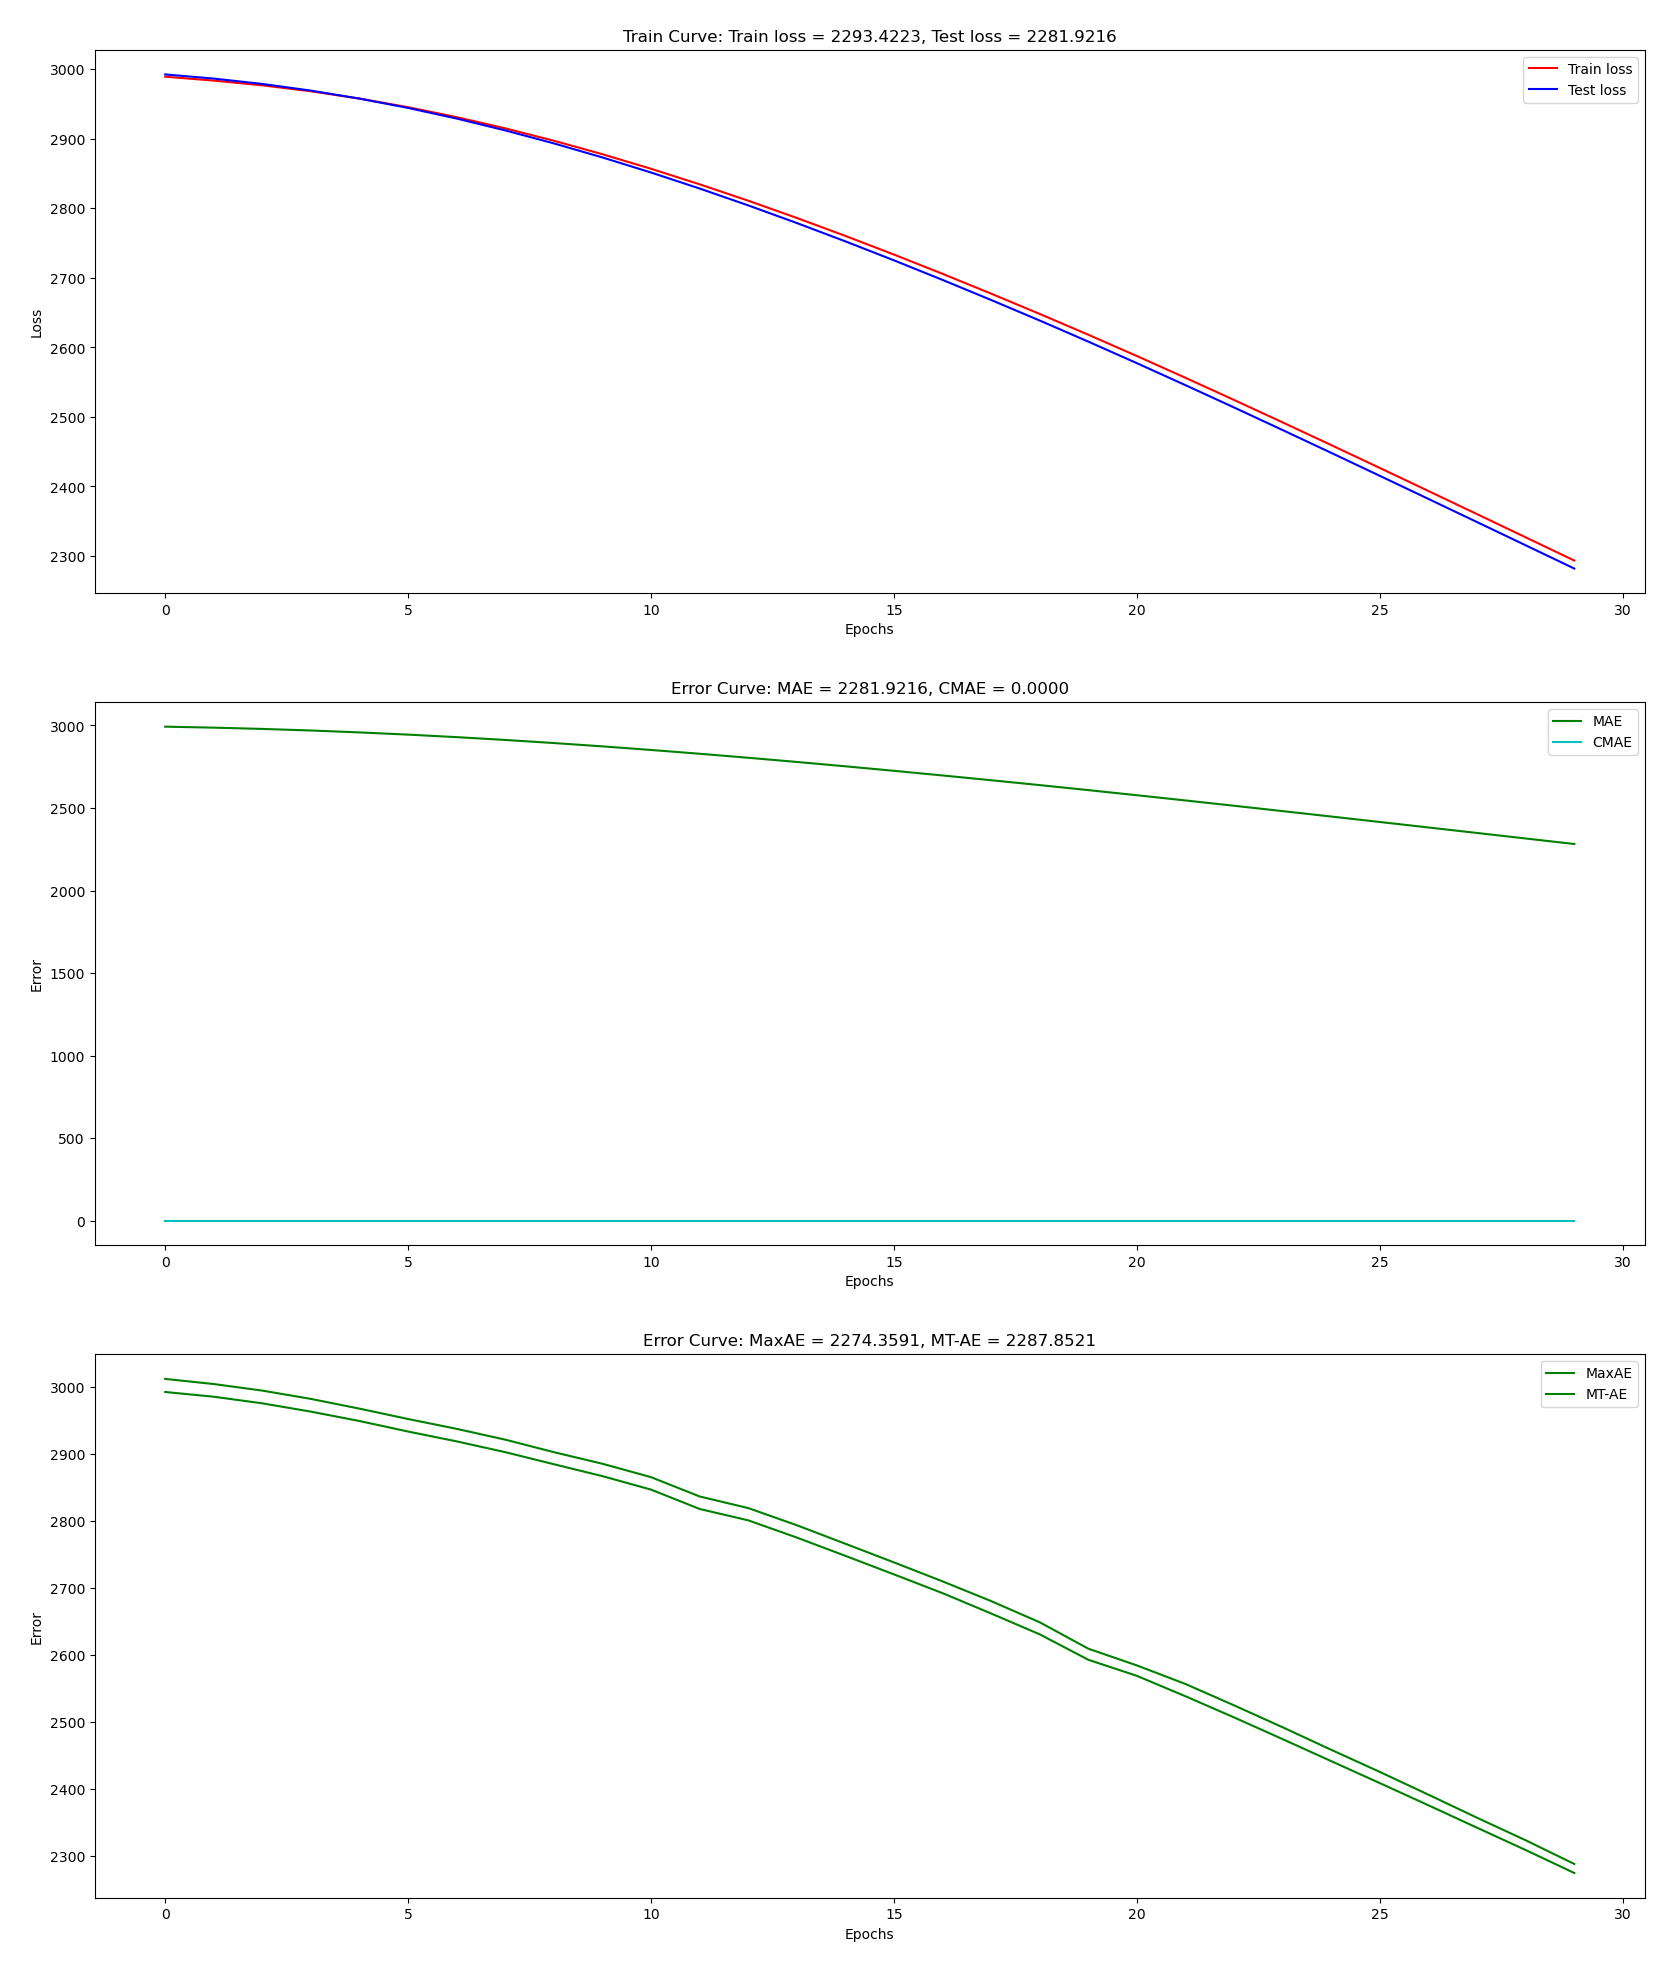 Train Curve: Train loss = 2293.4223, Test loss = 2281.9216
Train loss
Test loss
3000
2900
2800
2700
2600
2500
2400
2300
Loss
0 5 10 15 20 25 30
Epochs
Error Curve: MAE = 2281.9216, CMAE = 0.0000
MAE
CMAE
3000
2500
2000
1500
1000
500
0
Error
0 5 10 15 20 25 30
Epochs
Error Curve: MaxAE = 2274.3591, MT-AE = 2287.8521
MaxAE
MT-AE
3000
2900
2800
2700
2600
2500
2400
2300
Error
0 5 10 15 20 25 30
Epochs